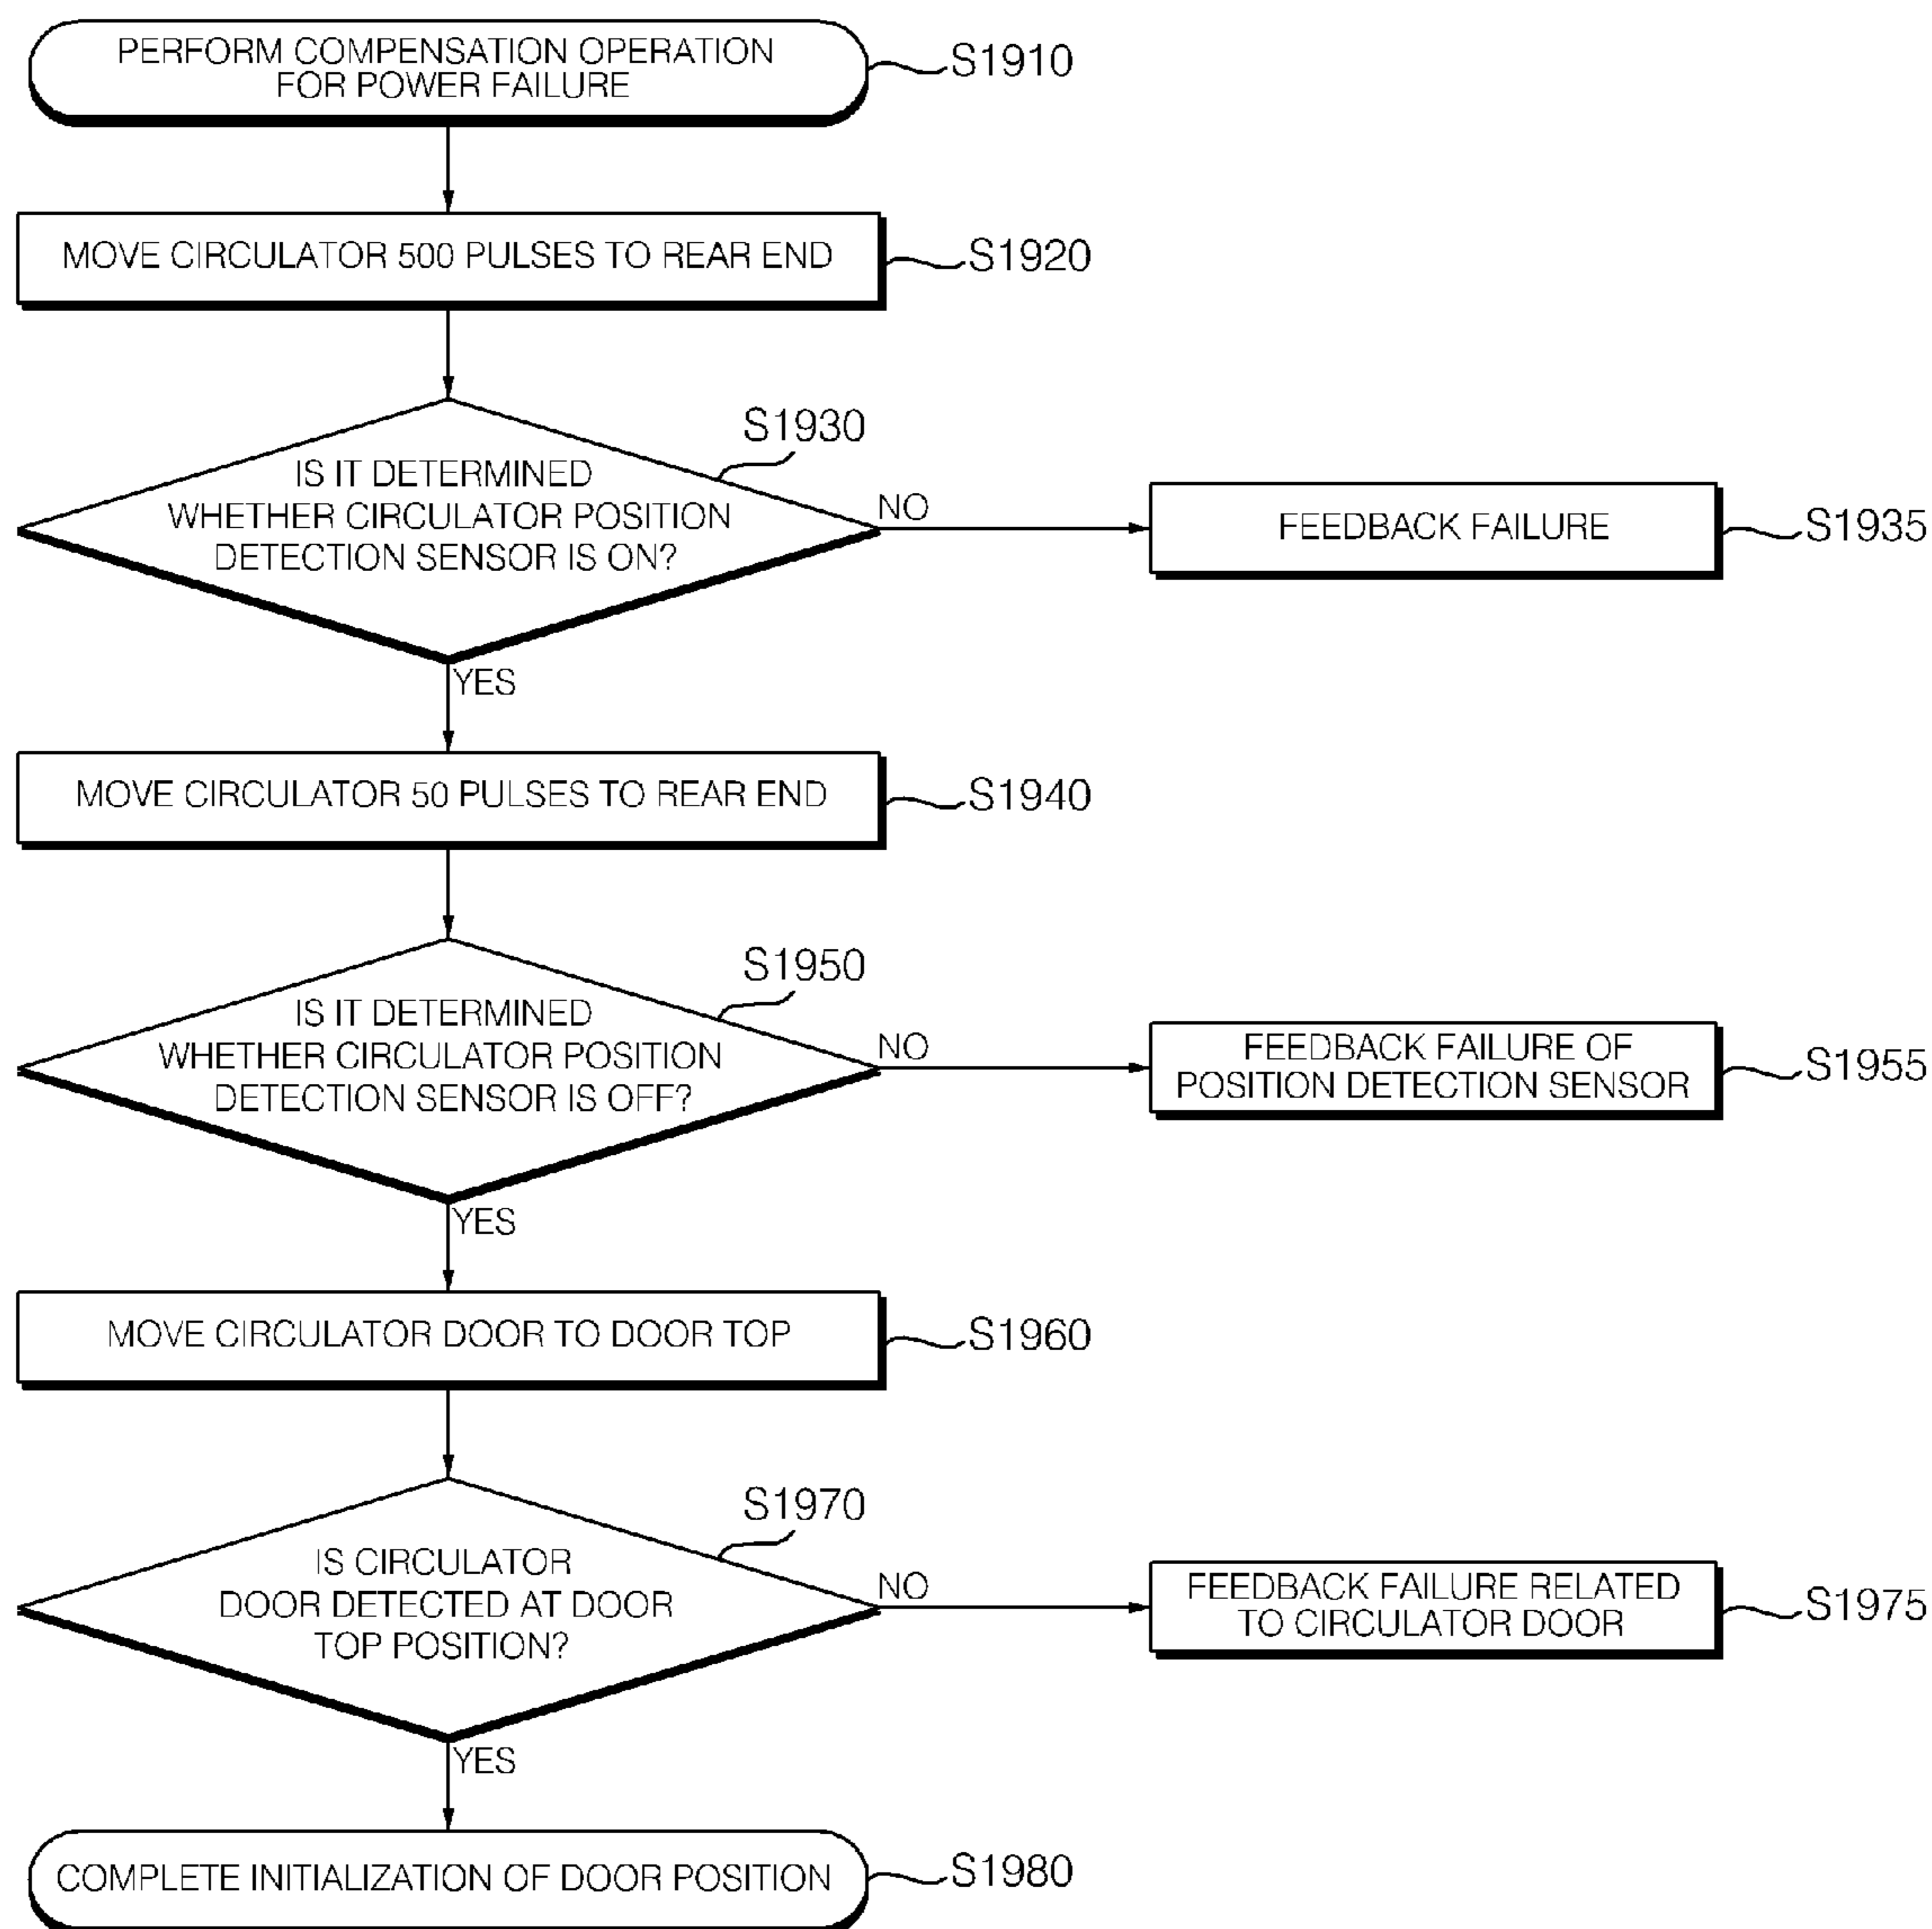 PERFORM COMPENSATION OPERATION
FOR POWER FAILURE
S1910
MOVE CIRCULATOR 500 PULSES TO REAR END
S1920
S1930
IS IT DETERMINED
WHETHER CIRCULATOR POSITION
DETECTION SENSOR IS ON?
NO
FEEDBACK FAILURE
S1935
YES
MOVE CIRCULATOR 50 PULSES TO REAR END
S1940
S1950
IS IT DETERMINED
WHETHER CIRCULATOR POSITION
DETECTION SENSOR IS OFF?
NO
FEEDBACK FAILURE OF
POSITION DETECTION SENSOR
S1955
YES
MOVE CIRCULATOR DOOR TO DOOR TOP
S1960
S1970
IS CIRCULATOR
DOOR DETECTED AT DOOR
TOP POSITION?
NO
FEEDBACK FAILURE RELATED
TO CIRCULATOR DOOR
S1975
YES
COMPLETE INITIALIZATION OF DOOR POSITION
S1980